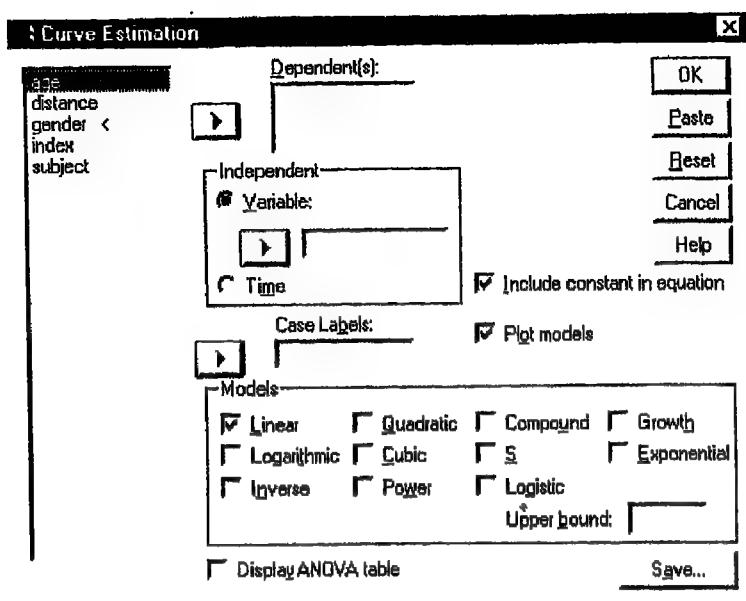 Curve Estimation
age
distance
gender <
index
subject
Dependent(s):
Independent
Variable:
Time
Case Labels:
OK
Paste
Reset
Cancel
Help
Include constant in equation
Plot models
Models
Linear Quadratic Compound Growth
Logarithmic Cubic S Exponential
Inverse Power Logistic
Upper bound:
Display ANOVA table Save...